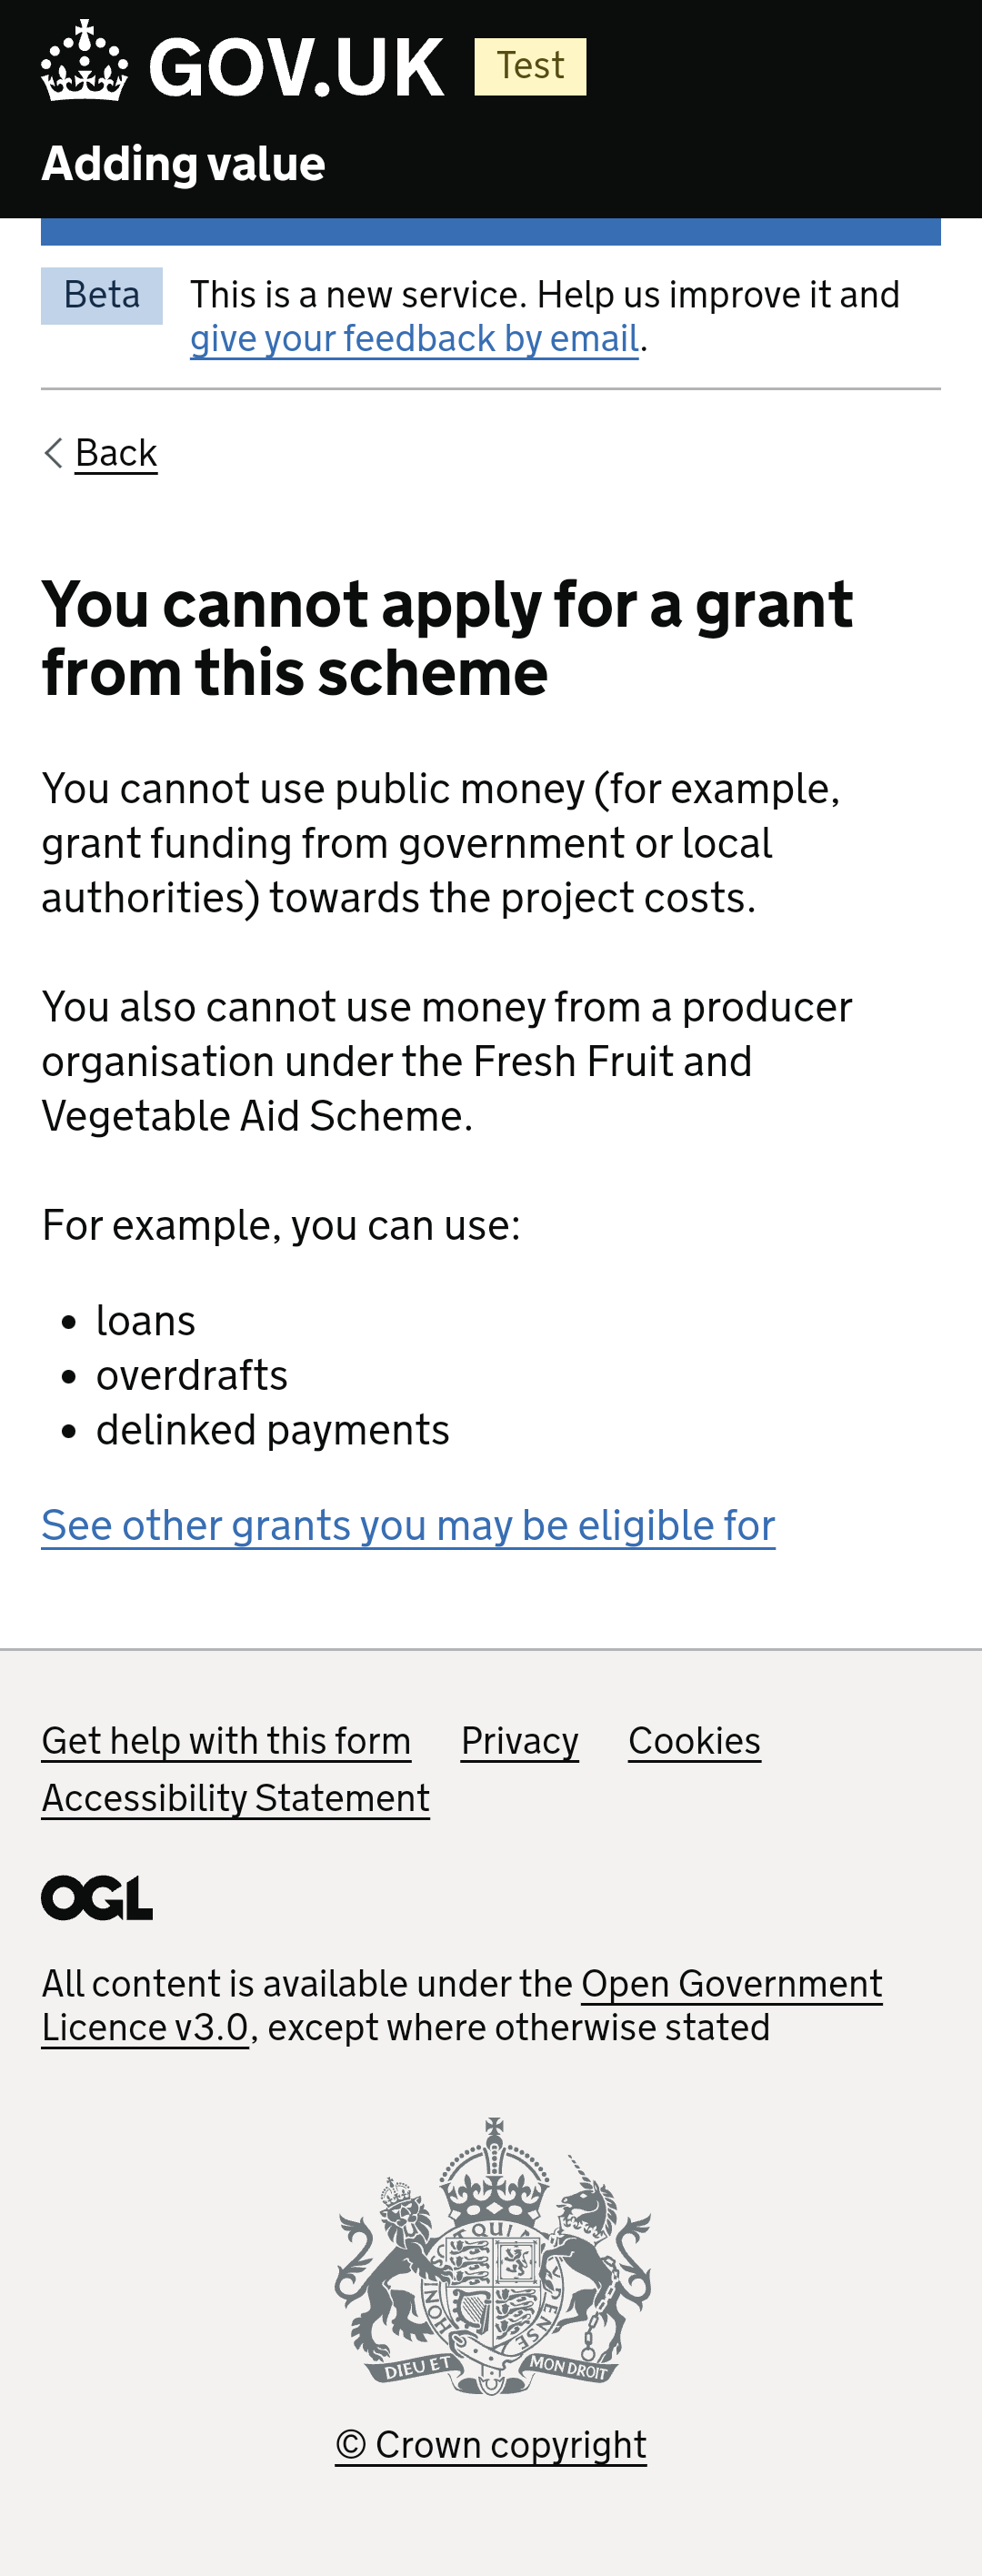 GOV.UK Test
Adding value
Beta This is a new service. Help us improve it and
give your feedback by email.
Back
You cannot apply for a grant
from this scheme
You cannot use public money (for example,
grant funding from government or local
authorities) towards the project costs.
You also cannot use money from a producer
organisation under the Fresh Fruit and
Vegetable Aid Scheme.
For example, you can use:
• loans
• overdrafts
• delinked payments
See other grants you may be eligible for
Get help with this form Privacy Cookies
Accessibility Statement
OGL
All content is available under the Open Government
Licence v3.0, except where otherwise stated
QUI
HONI
PENSE
DIEU ET MON DROIT
© Crown copyright